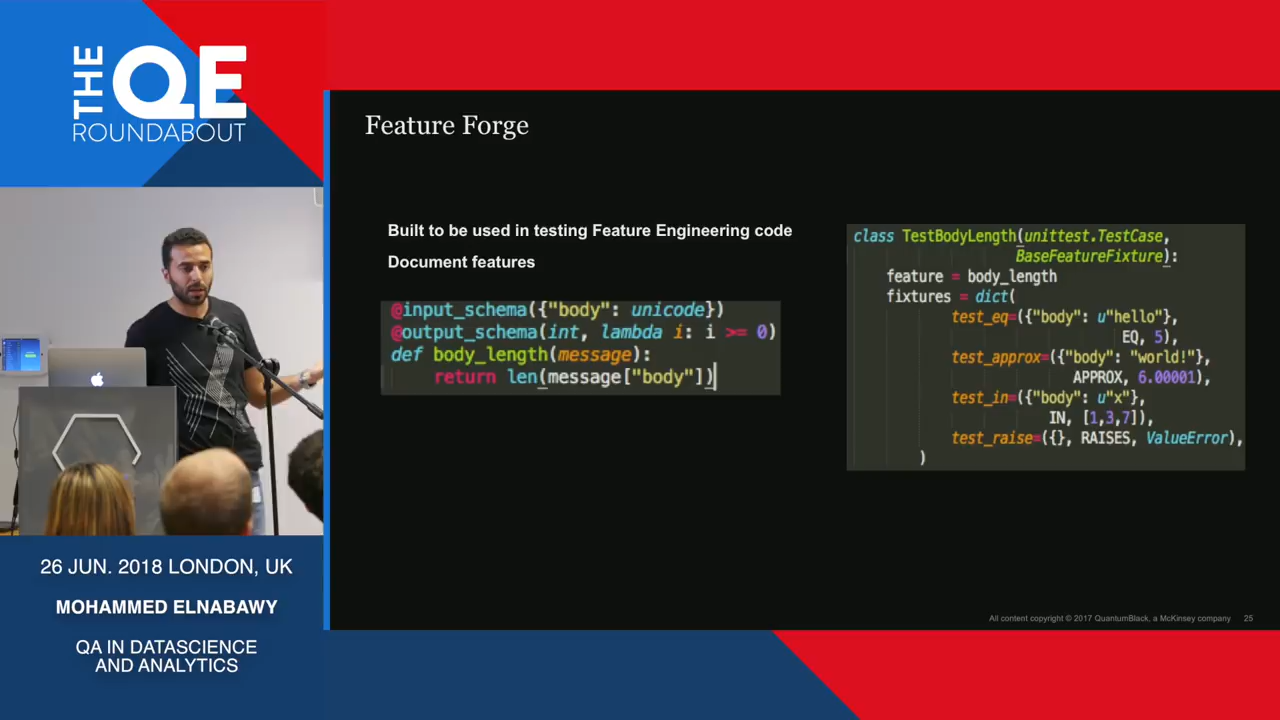 THE
QE
ROUNDABOUT
26 JUN. 2018 LONDON, UK
MOHAMMED ELNABAWY
QA IN DATASCIENCE
AND ANALYTICS
Feature Forge
Built to be used in testing Feature Engineering code
Document features
@input_schema({"body": unicode})
@output_schema(int, lambda i: i >= 0)
def body_length(message):
return len(message["body"])
class TestBodyLength(unittest.TestCase,
BaseFeatureFixture):
feature = body_length
fixtures = dict(
test_eq=({"body": u"hello"},
EQ, 5),
test_approx=({"body": "world!"},
APPROX, 6.00001),
test_in=({"body": u"x"},
IN, [1,3,7]),
test_raise=({}, RAISES, ValueError),
)
All content copyright © 2017 QuantumBlack, a McKinsey company 25